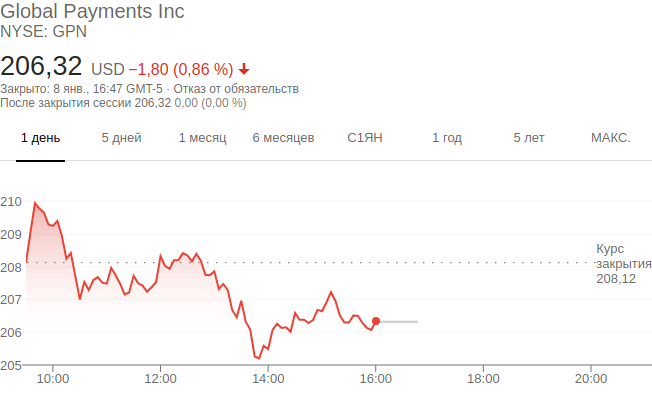 Global Payments Inc
NYSE: GPN
206,32 USD −1,80 (0,86 %)
Закрыто: 8 янв., 16:47 GMT-5 · Отказ от обязательств
После закрытия сессии 206,32 0,00 (0,00 %)
1 день 5 дней 1 месяц 6 месяцев С1ЯН 1 год 5 лет МАКС.
210
209
208
207
206
205
Курс
закрытия
208,12
10:00 12:00 14:00 16:00 18:00 20:00